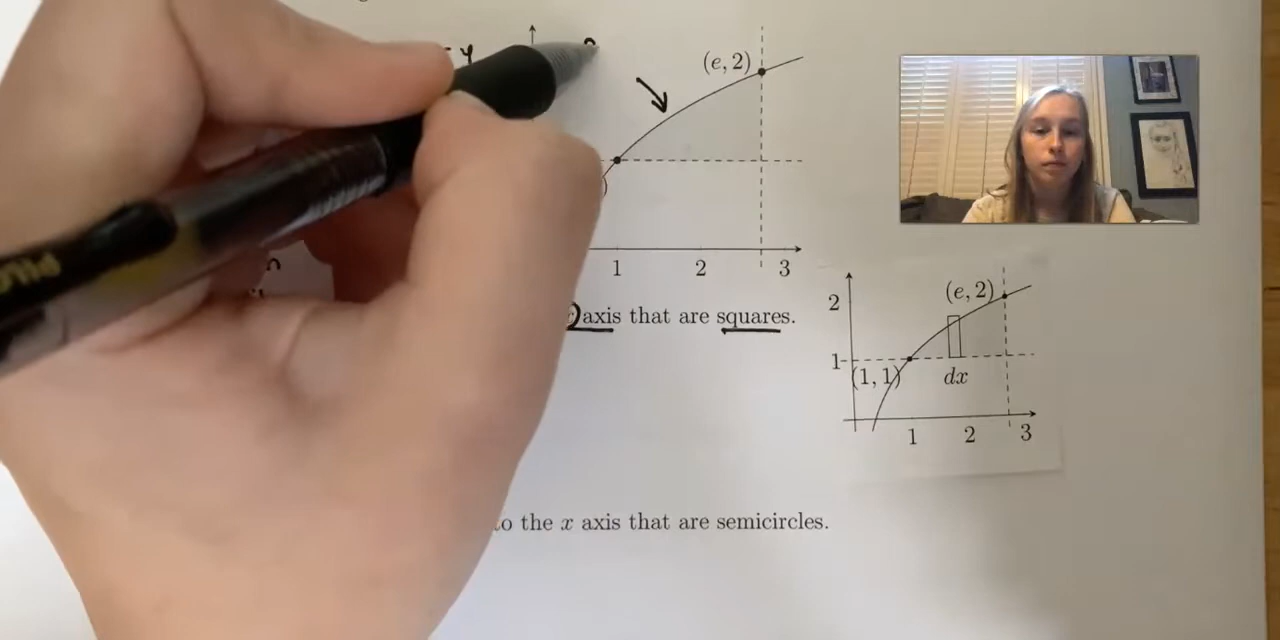 y
(e, 2)
1 2 3
axis that are squares.
2
(e, 2)
1
(1, 1)
dx
1 2 3
to the x axis that are semicircles.
PILOT